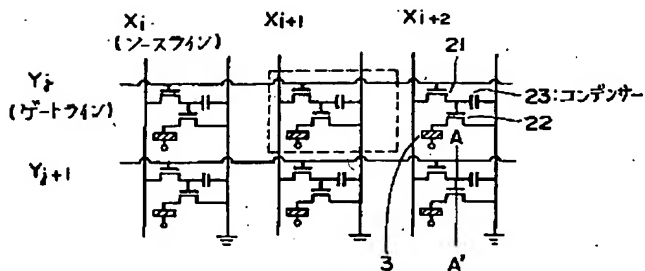 Xi Xi+1 Xi+2
(ソースライン)
21
Yj
23:コンデンサー
(ゲートライン)
22
A
Yj+1
3 A'